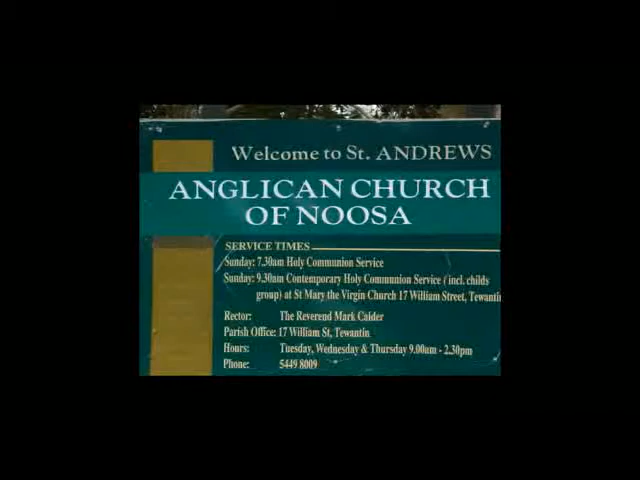 Welcome to St. ANDREWS
ANGLICAN CHURCH
OF NOOSA
SERVICE TIMES
Sunday: 7.30am Holy Communion Service
Sunday: 9.30am Contemporary Holy Communion Service ( incl. childs
group) at St Mary the Virgin Church 17 William Street, Tewantin
Rector: The Reverend Mark Calder
Parish Office: 17 William St, Tewantin
Hours: Tuesday, Wednesday & Thursday 9.00am - 2.30pm
Phone: 5449 8009